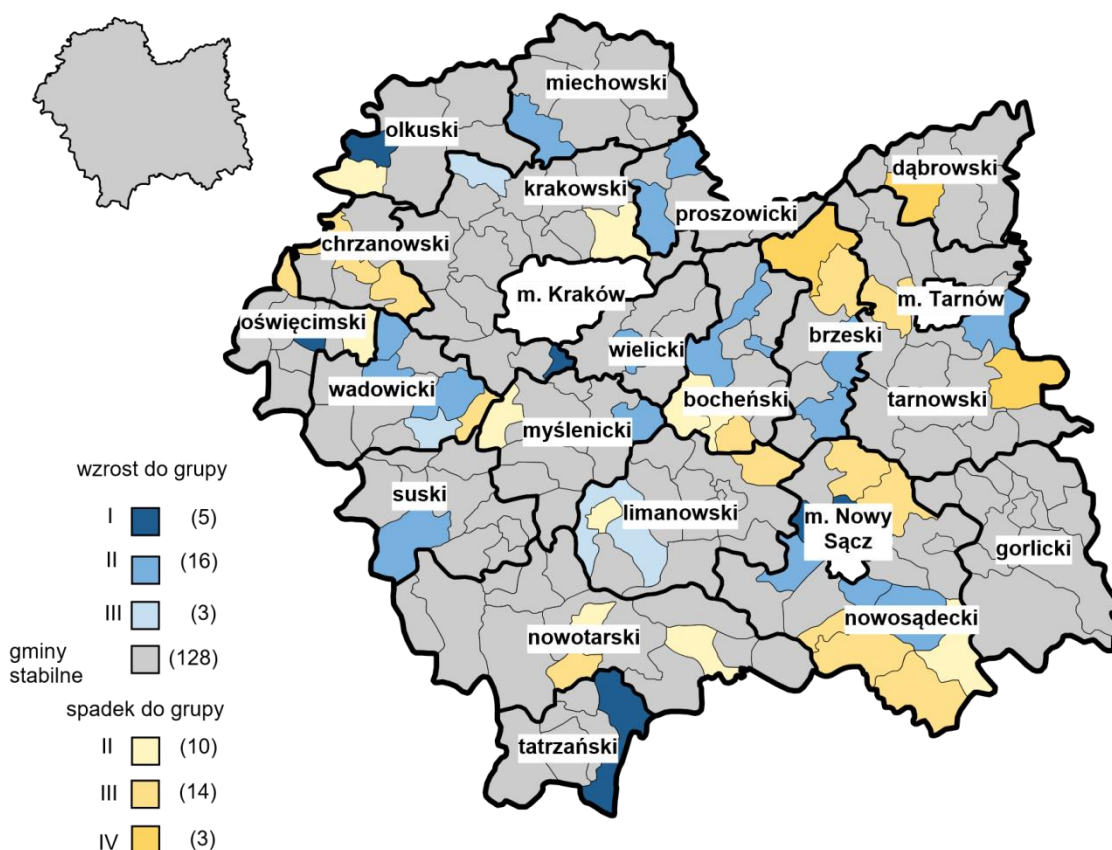 miechowski
olkuski
dąbrowski
krakowski
proszowicki
chrzanowski
m. Kraków
m. Tarnów
oświęcimski
wielicki
brzeski
wadowicki
bocheński
tarnowski
myślenicki
suski
limanowski
m. Nowy
Sącz
gorlicki
nowosądecki
nowotarski
tatrzański
wzrost do grupy
I (5)
II (16)
III (3)
gminy
stabilne (128)
spadek do grupy
II (10)
III (14)
IV (3)